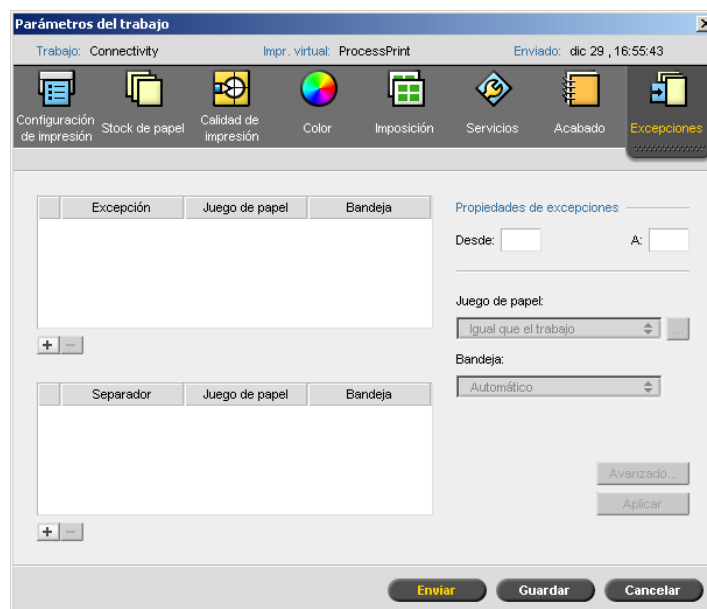 Parámetros del trabajo
Trabajo: Connectivity Impr. virtual: ProcessPrint Enviado: dic 29 , 16:55:43
Configuración de impresión
Stock de papel
Calidad de impresión
Color
Imposición
Servicios
Acabado
Excepciones
Excepción Juego de papel Bandeja
Propiedades de excepciones
Desde: A:
Juego de papel:
Igual que el trabajo ...
Bandeja:
Automático
Separador Juego de papel Bandeja
Avanzado...
Aplicar
Enviar Guardar Cancelar